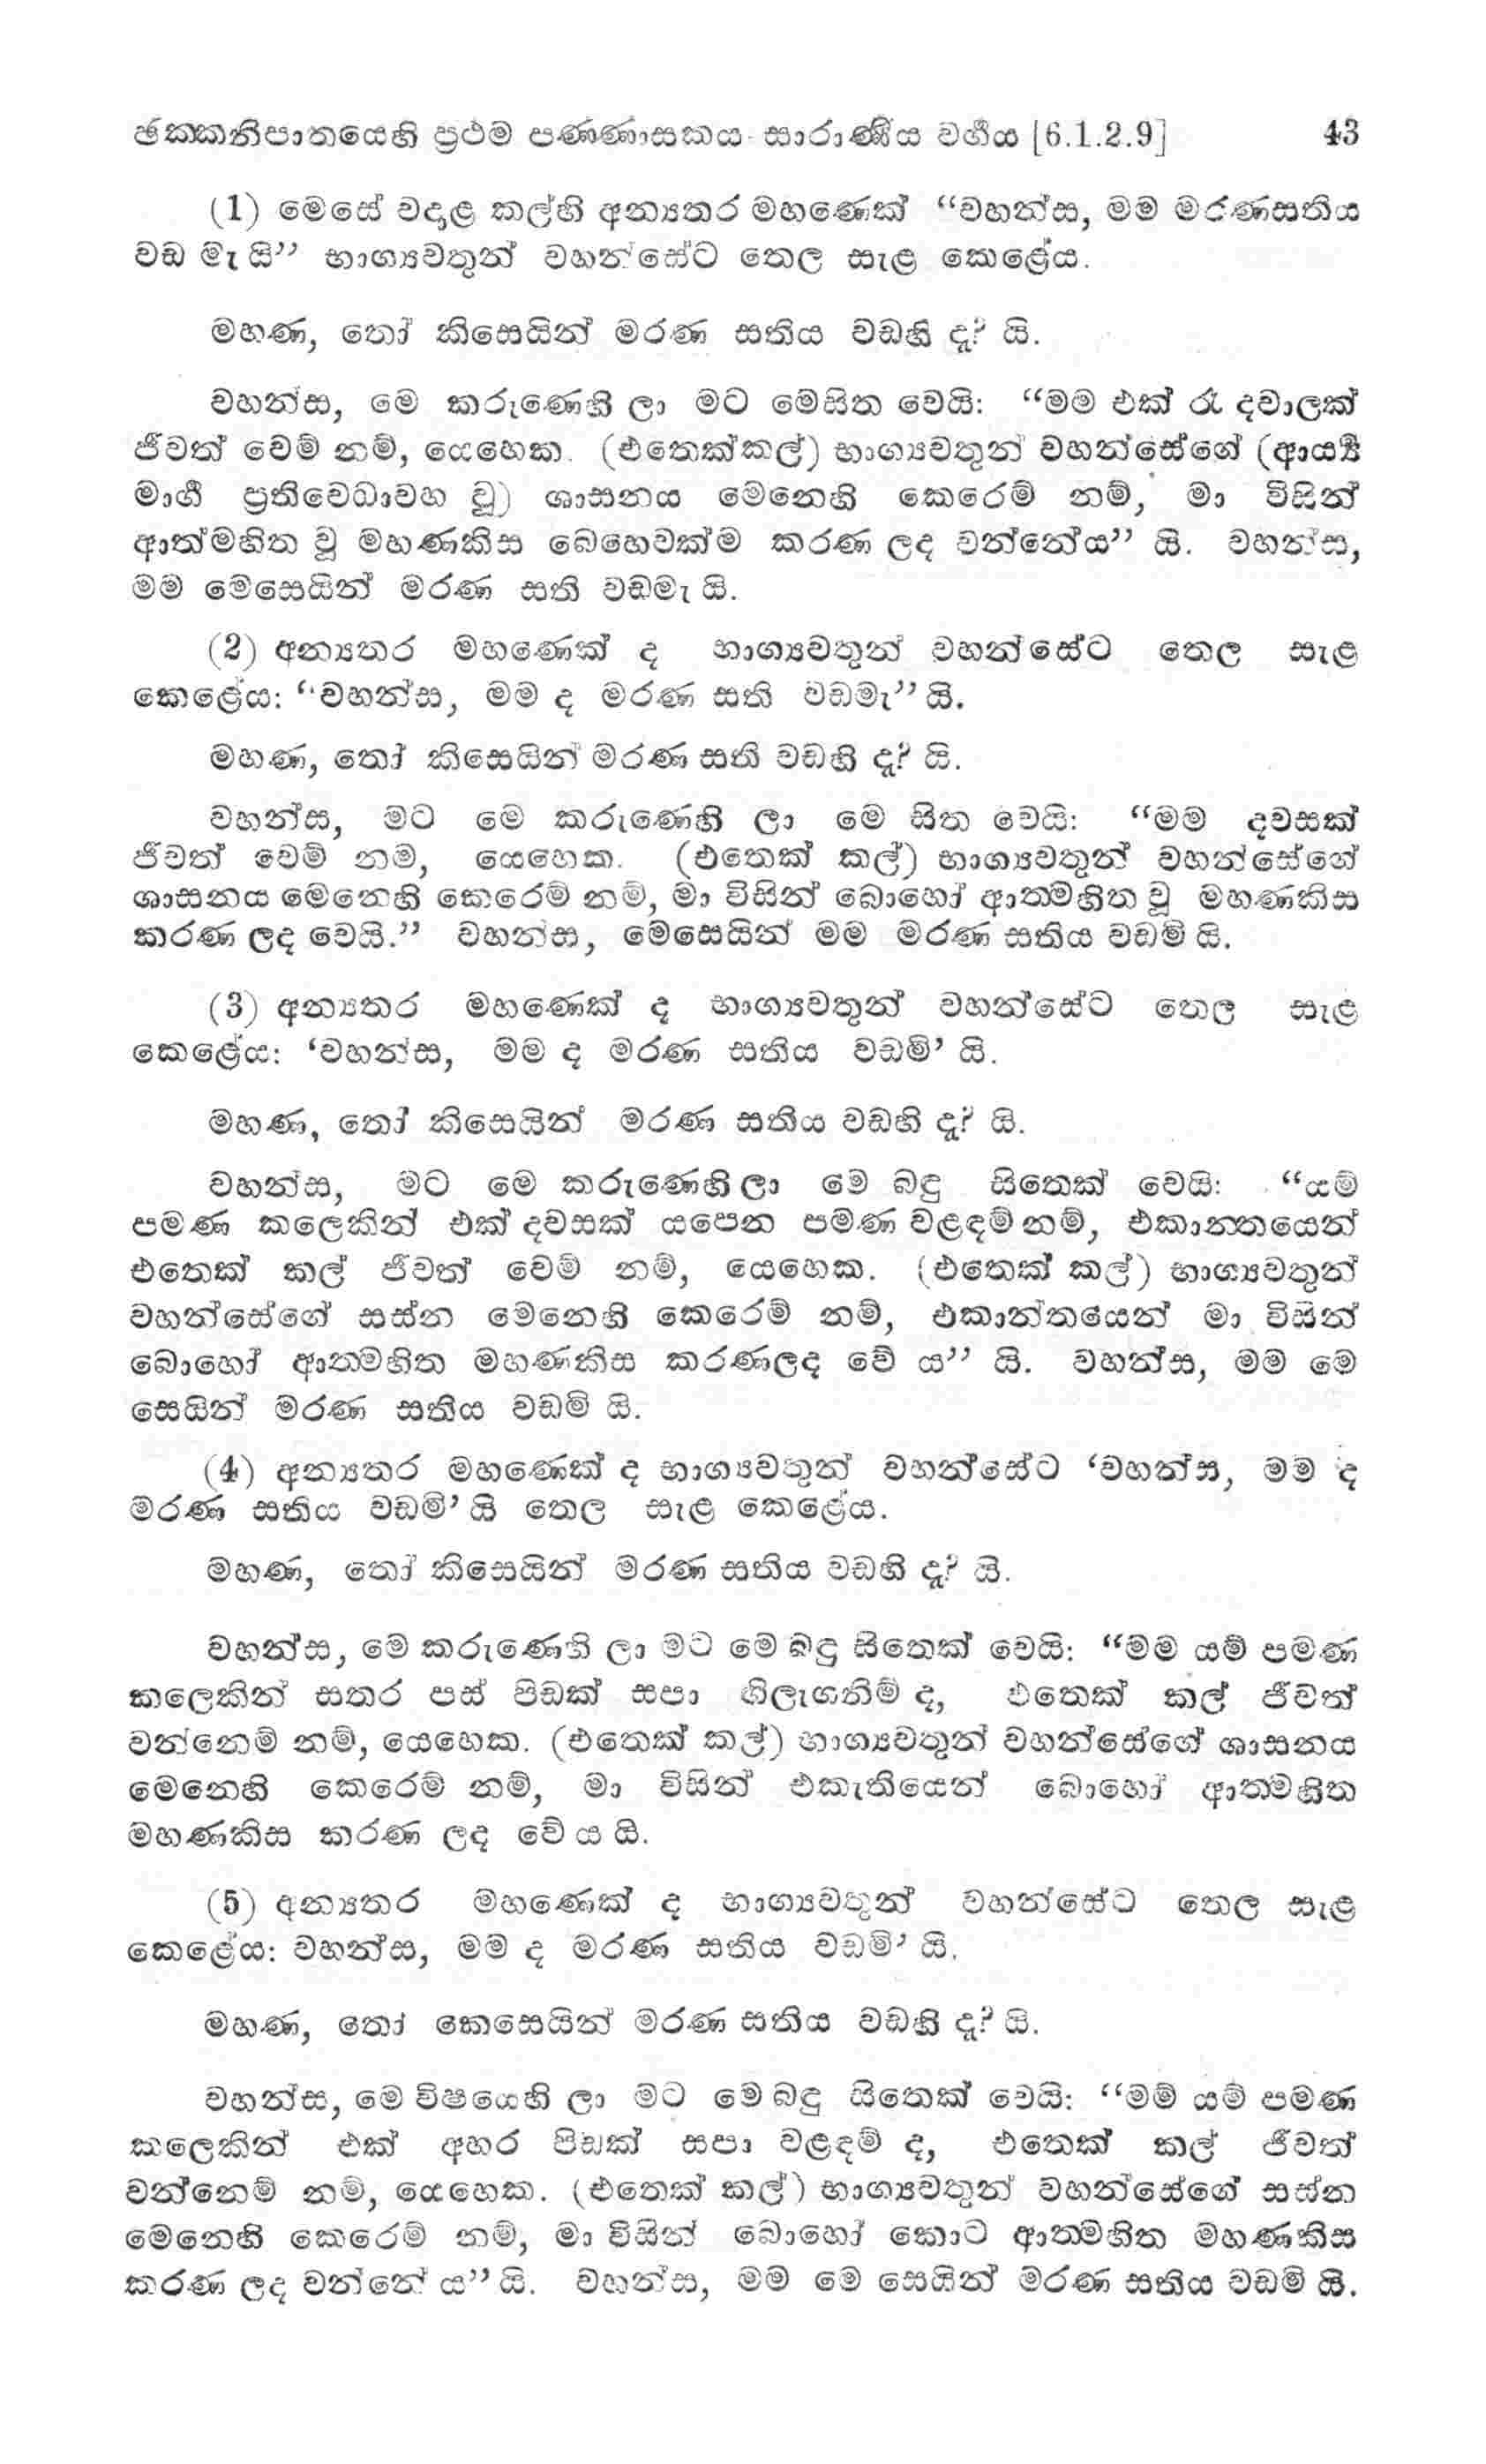 ඡක්කනිපාතයෙහි ප්‍රථම පණ්ණාසකය සාරාණීය වර්‍ගය [6.1.2.9] 43
(1) මෙසේ වදාළ කල්හි අන්‍යතර මහණෙක් “වහන්ස, මම මරණසතිය
වඩ මැ යි” භාග්‍යවතුන් වහන්සේට තෙල සැළ කෙළේය.
මහණ, තෝ කිසෙයින් මරණ සතිය වඩහි දැ? යි.
වහන්ස, මෙ කරුණෙහි ලා මට මෙසිත වෙයි: “මම එක් රෑ දවාලක්
ජීවත් වෙම් නම්, යෙහෙක. (එතෙක්කල්) භාග්‍යවතුන් වහන්සේගේ (ආර්‍ය්‍ය
මාර්‍ග ප්‍රතිවෙධාවහ වූ) ශාසනය මෙනෙහි කෙරෙම් නම්, මා විසින්
ආත්මහිත වූ මහණකිස බෙහෙවක්ම කරණ ලද වන්නේය” යි. වහන්ස,
මම මෙසෙයින් මරණ සති වඩමැ යි.
(2) අන්‍යතර මහණෙක් ද භාග්‍යවතුන් වහන්සේට තෙල සැළ
කෙළේය: “වහන්ස, මම ද මරණ සති වඩමැ” යි.
මහණ, තෝ කිසෙයින් මරණ සති වඩහි දැ? යි.
වහන්ස, මට මෙ කරුණෙහි ලා මෙ සිත වෙයි: “මම දවසක්
ජීවත් වෙම් නම්, යෙහෙක. (එතෙක් කල්) භාග්‍යවතුන් වහන්සේගේ
ශාසනය මෙනෙහි කෙරෙම් නම්, මා විසින් බොහෝ ආත්මහිත වූ මහණකිස
කරණ ලද වෙයි.” වහන්ස, මෙසෙයින් මම මරණ සතිය වඩම් යි.
(3) අන්‍යතර මහණෙක් ද භාග්‍යවතුන් වහන්සේට තෙල සැළ
කෙළේය: ‘වහන්ස, මම ද මරණ සතිය වඩමි’ යි.
මහණ, තෝ කිසෙයින් මරණ සතිය වඩහි දැ? යි.
වහන්ස, මට මෙ කරුණෙහිලා මෙ බඳු සිතෙක් වෙයි: “යම්
පමණ කලෙකින් එක් දවසක් යපෙන පමණ වළඳම් නම්, එකාන්තයෙන්
එතෙක් කල් ජීවත් වෙම් නම්, යෙහෙක. (එතෙක් කල්) භාග්‍යවතුන්
වහන්සේගේ සස්න මෙනෙහි කෙරෙම් නම්, එකාන්තයෙන් මා විසින්
බොහෝ ආත්මහිත මහණකිස කරණලද වේ ය” යි. වහන්ස, මම මෙ
සෙයින් මරණ සතිය වඩමි යි.
(4) අන්‍යතර මහණෙක් ද භාග්‍යවතුන් වහන්සේට ‘වහන්ස, මම ද
මරණ සතිය වඩමි’ යි තෙල සැළ කෙළේය.
මහණ, තෝ කිසෙයින් මරණ සතිය වඩහි දැ? යි.
වහන්ස, මෙ කරුණෙහි ලා මට මෙ බඳු සිතෙක් වෙයි: “මම යම් පමණ
කලෙකින් සතර පස් පිඩක් සපා ගිලැගනිම් ද, එතෙක් කල් ජීවත්
වන්නෙම් නම්, යෙහෙක. (එතෙක් කල්) භාග්‍යවතුන් වහන්සේගේ ශාසනය
මෙනෙහි කෙරෙම් නම්, මා විසින් එකැතියෙන් බොහෝ ආත්මහිත
මහණකිස කරණ ලද වේ ය යි.
(5) අන්‍යතර මහණෙක් ද භාග්‍යවතුන් වහන්සේට තෙල සැළ
කෙළේය: වහන්ස, මම ද මරණ සතිය වඩමි’ යි.
මහණ, තෝ කෙසෙයින් මරණ සතිය වඩහි දැ? යි.
වහන්ස, මෙ විෂයෙහි ලා මට මෙ බඳු සිතෙක් වෙයි: “මම් යම් පමණ
කලෙකින් එක් අහර පිඩක් සපා වළඳම් ද, එතෙක් කල් ජීවත්
වන්නෙම් නම්, යෙහෙක. (එතෙක් කල්) භාග්‍යවතුන් වහන්සේගේ සස්න
මෙනෙහි කෙරෙම් නම්, මා විසින් බොහෝ කොට ආත්මහිත මහණකිස
කරණ ලද වන්නේ ය” යි. වහන්ස, මම මෙ සෙයින් මරණ සතිය වඩමි යි.